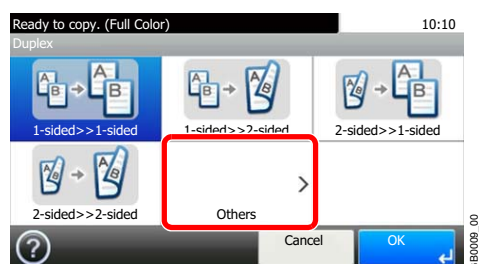 Ready to copy. (Full Color) 10:10
Duplex
A B A B
A B A B
A B A B
1-sided>>1-sided 1-sided>>2-sided 2-sided>>1-sided
A B A B
2-sided>>2-sided Others
? Cancel OK
B0009_00